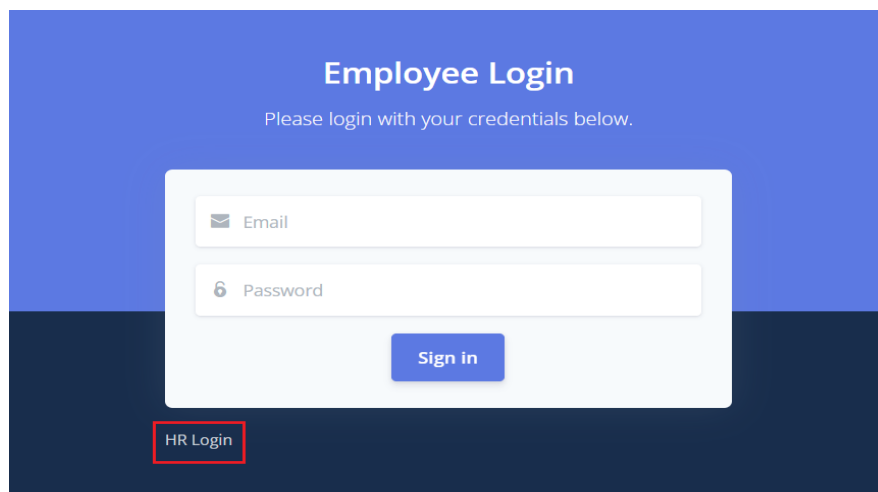 Employee Login
Please login with your credentials below.
Email
Password
Sign in
HR Login